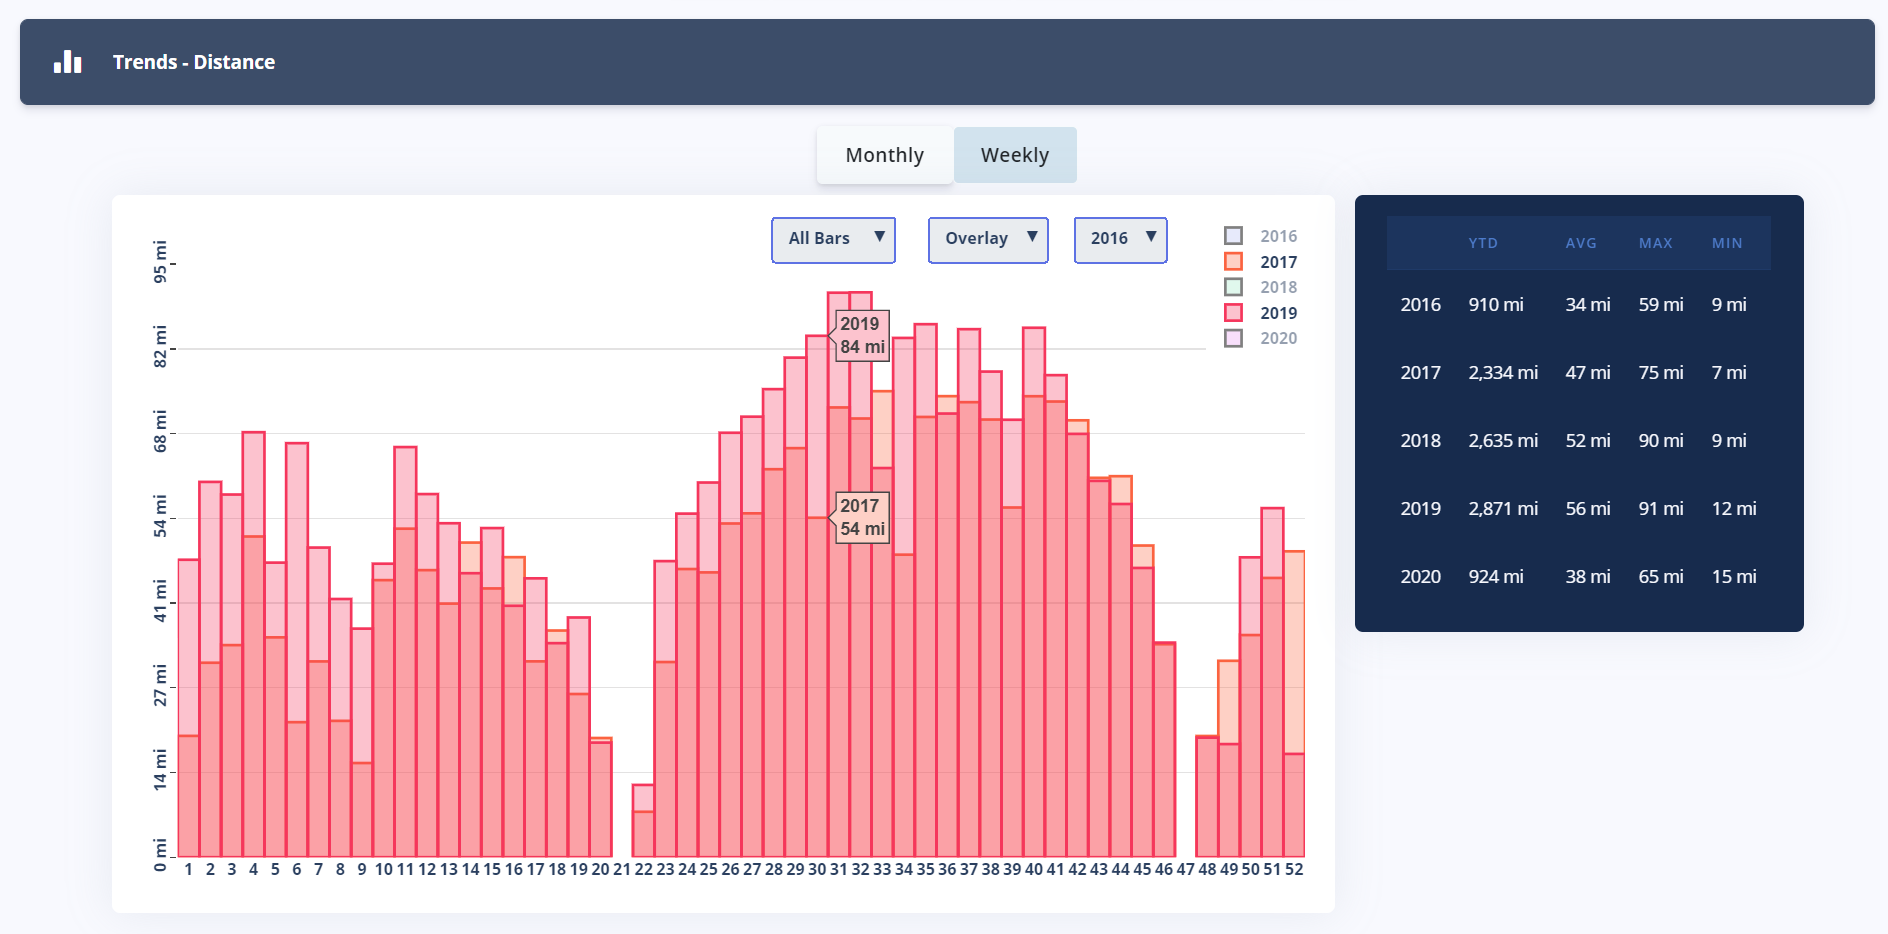 Trends - Distance
Monthly
Weekly
All Bars ▼
Overlay ▼
2016 ▼
2016
2017
2018
2019
2020
95 mi
82 mi
68 mi
54 mi
41 mi
27 mi
14 mi
0 mi
2019
84 mi
2017
54 mi
1 2 3 4 5 6 7 8 9 10 11 12 13 14 15 16 17 18 19 20 21 22 23 24 25 26 27 28 29 30 31 32 33 34 35 36 37 38 39 40 41 42 43 44 45 46 47 48 49 50 51 52
YTD AVG MAX MIN
2016 910 mi 34 mi 59 mi 9 mi
2017 2,334 mi 47 mi 75 mi 7 mi
2018 2,635 mi 52 mi 90 mi 9 mi
2019 2,871 mi 56 mi 91 mi 12 mi
2020 924 mi 38 mi 65 mi 15 mi